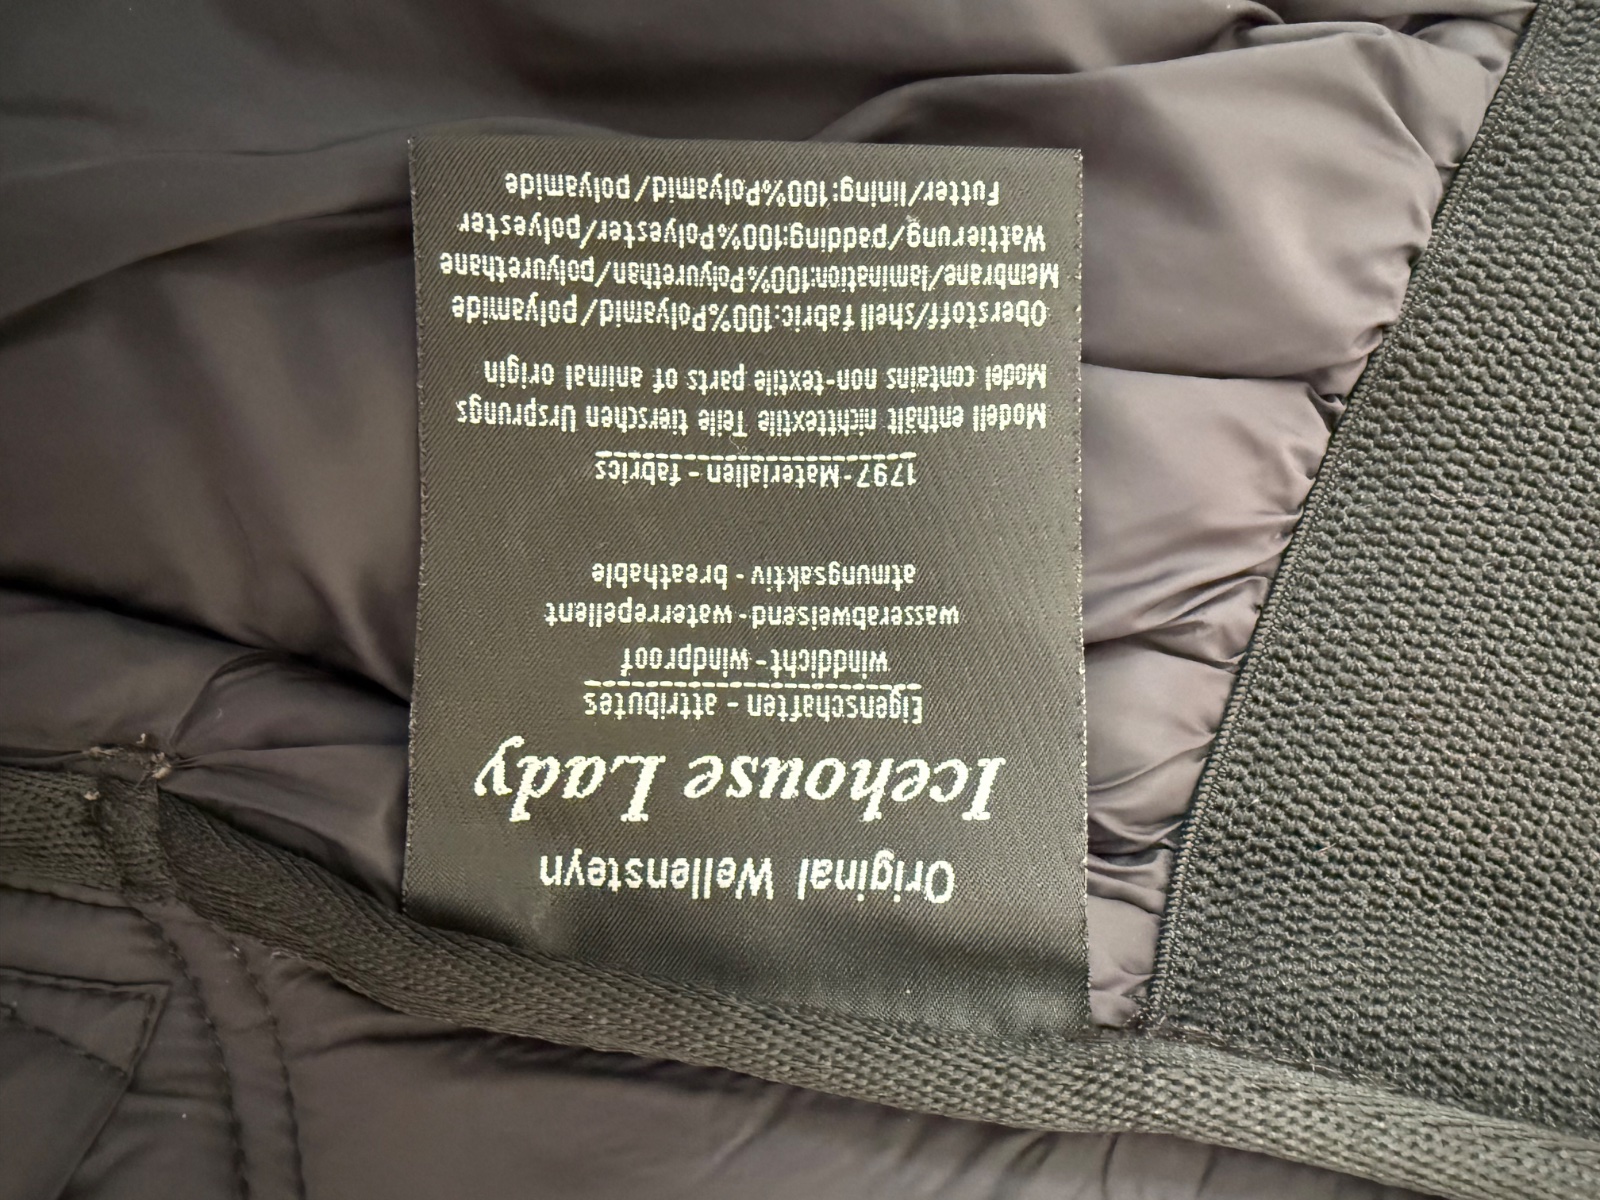 Original Wellensteyn
Icehouse Lady
Eigenschaften - attributes
winddicht - windproof
wasserabweisend - waterrepellent
atmungsaktiv - breathable
1797 - Materialien - fabrics
Modell enthält nichttextile Teile tierschen Ursprungs
Model contains non-textile parts of animal origin
Oberstoff/shell fabric:100%Polyamid/polyamide
Membrane/lamination:100%Polyurethan/polyurethane
Wattierung/padding:100%Polyester/polyester
Futter/lining:100%Polyamid/polyamide